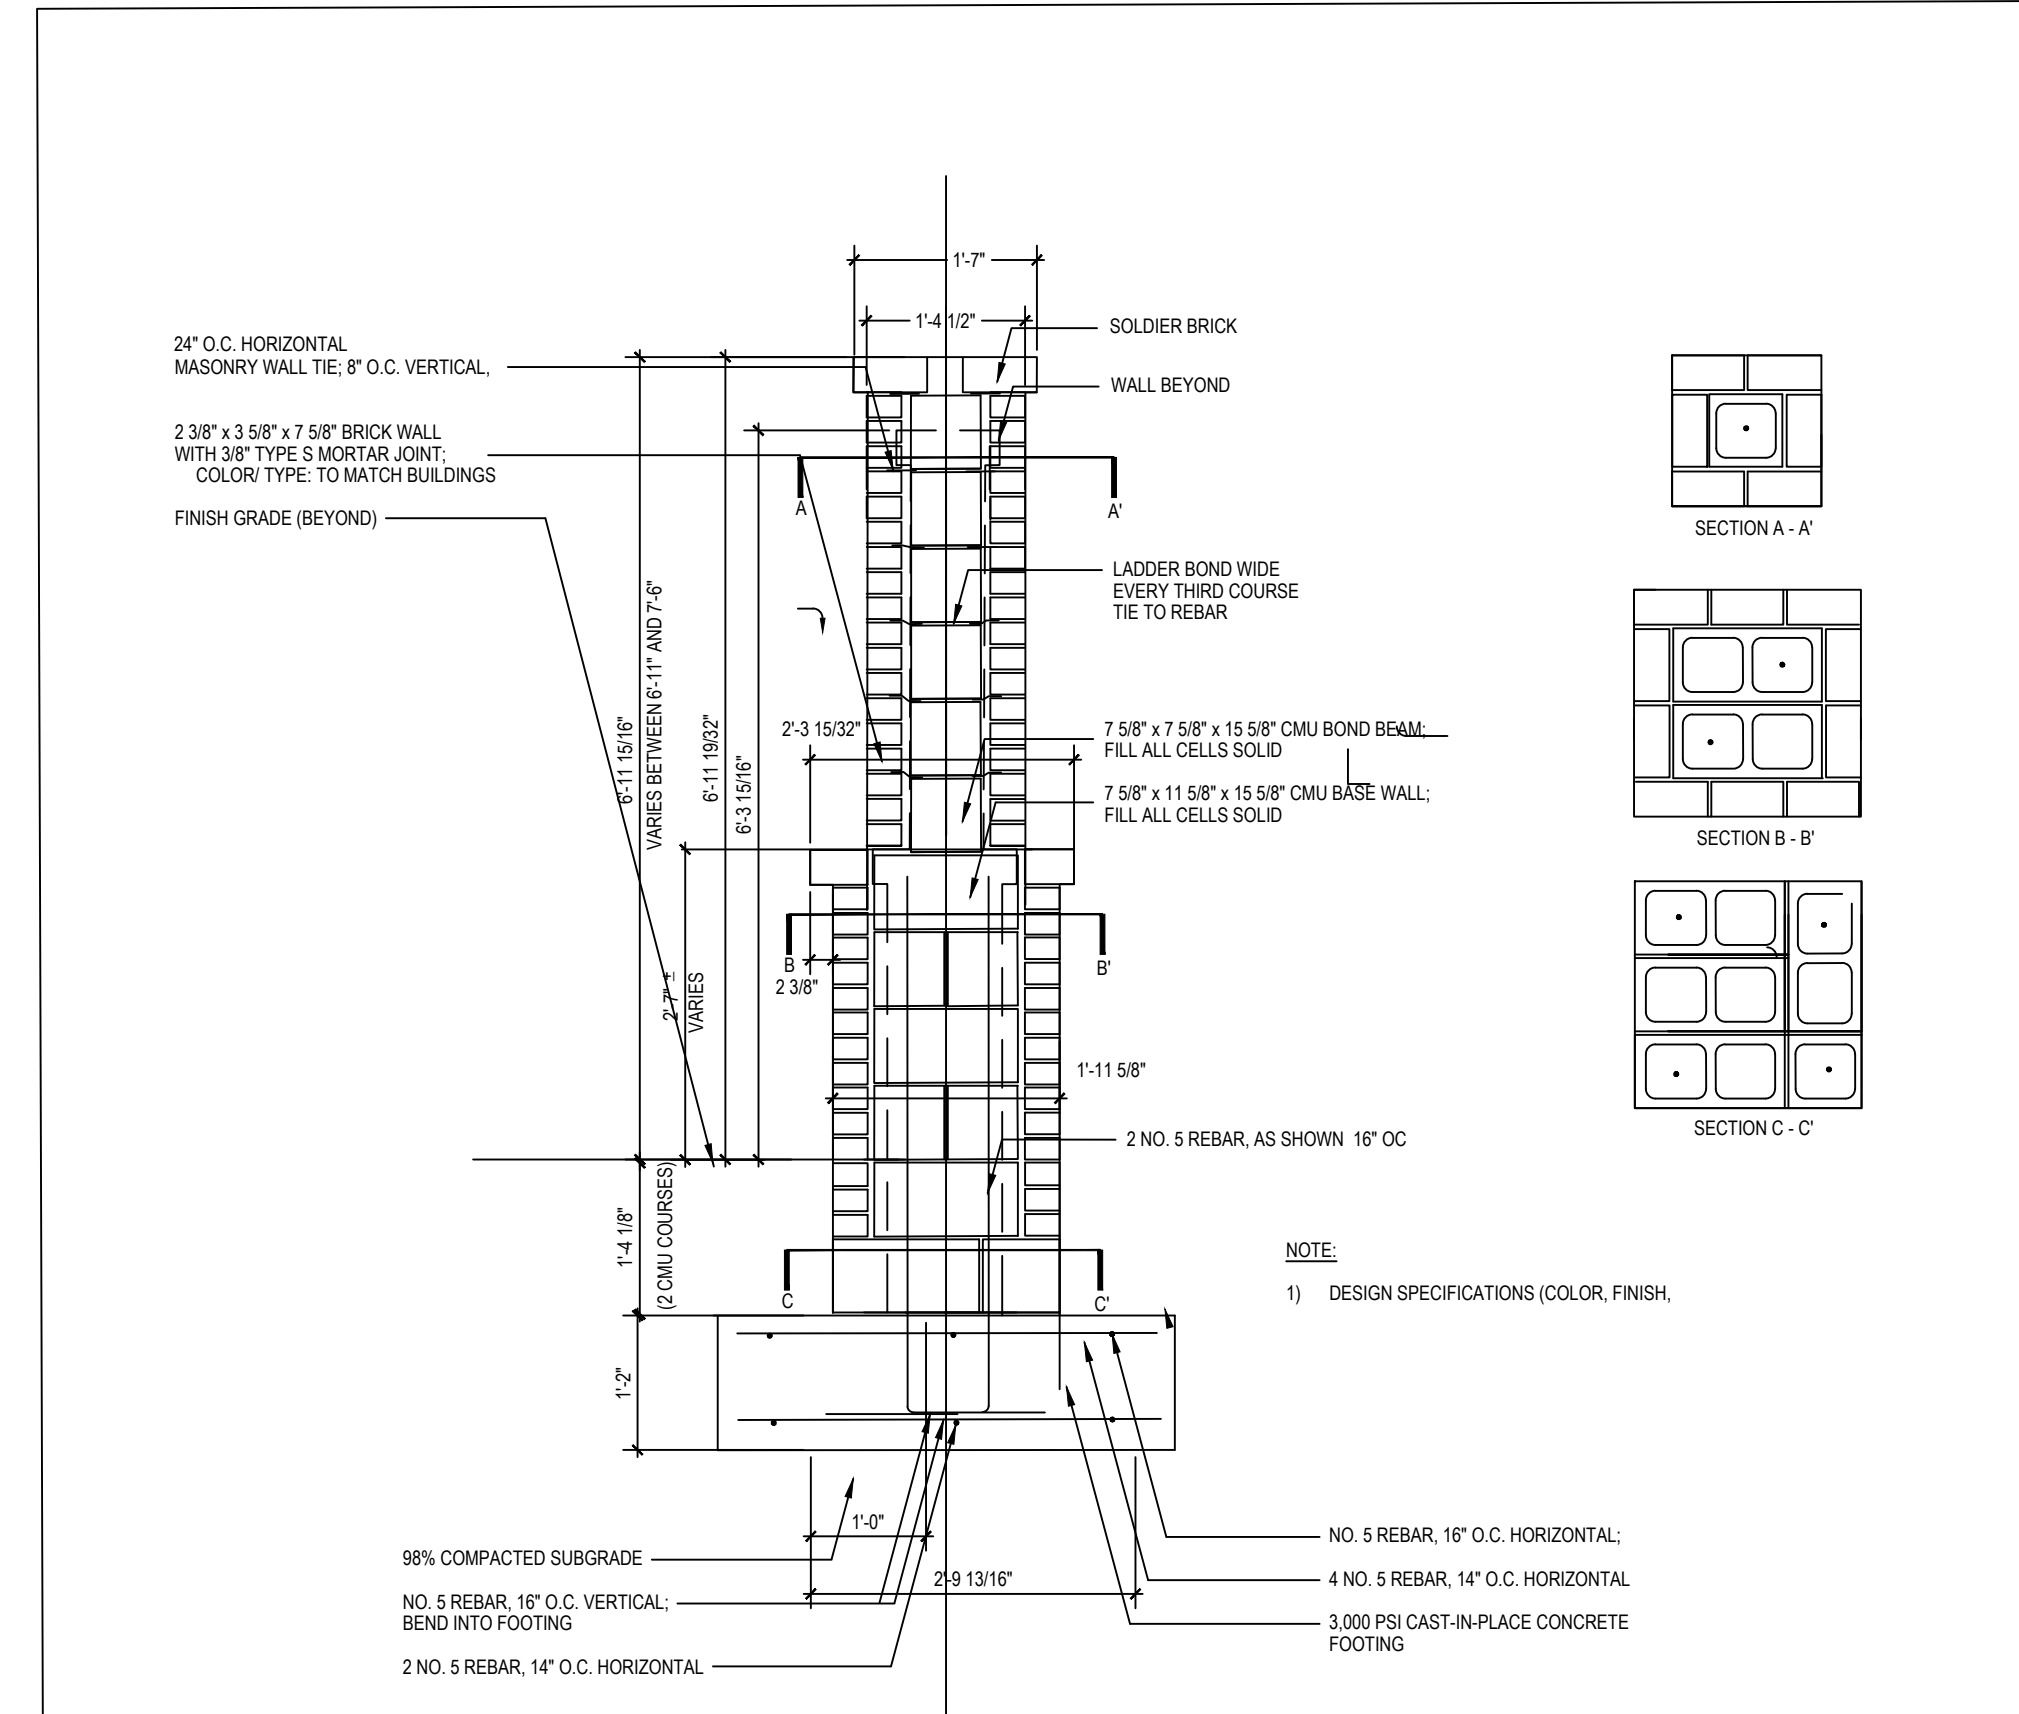 1'-7"
1'-4 1/2"
SOLDIER BRICK
WALL BEYOND
24" O.C. HORIZONTAL
MASONRY WALL TIE; 8" O.C. VERTICAL,
2 3/8" x 3 5/8" x 7 5/8" BRICK WALL
WITH 3/8" TYPE S MORTAR JOINT;
COLOR/ TYPE: TO MATCH BUILDINGS
FINISH GRADE (BEYOND)
A
A'
SECTION A - A'
LADDER BOND WIDE
EVERY THIRD COURSE
TIE TO REBAR
6'-11 15/16"
VARIES BETWEEN 6'-11" AND 7'-6"
6'-11 19/32"
6'-3 15/16"
2'-3 15/32"
7 5/8" x 7 5/8" x 15 5/8" CMU BOND BEAM;
FILL ALL CELLS SOLID
7 5/8" x 11 5/8" x 15 5/8" CMU BASE WALL;
FILL ALL CELLS SOLID
SECTION B - B'
B
B'
2 3/8"
2'-7" ±
VARIES
1'-11 5/8"
2 NO. 5 REBAR, AS SHOWN 16" OC
SECTION C - C'
1'-4 1/8"
(2 CMU COURSES)
C
C'
NOTE:
1) DESIGN SPECIFICATIONS (COLOR, FINISH,
1'-2"
1'-0"
2'-9 13/16"
98% COMPACTED SUBGRADE
NO. 5 REBAR, 16" O.C. VERTICAL;
BEND INTO FOOTING
2 NO. 5 REBAR, 14" O.C. HORIZONTAL
NO. 5 REBAR, 16" O.C. HORIZONTAL;
4 NO. 5 REBAR, 14" O.C. HORIZONTAL
3,000 PSI CAST-IN-PLACE CONCRETE
FOOTING